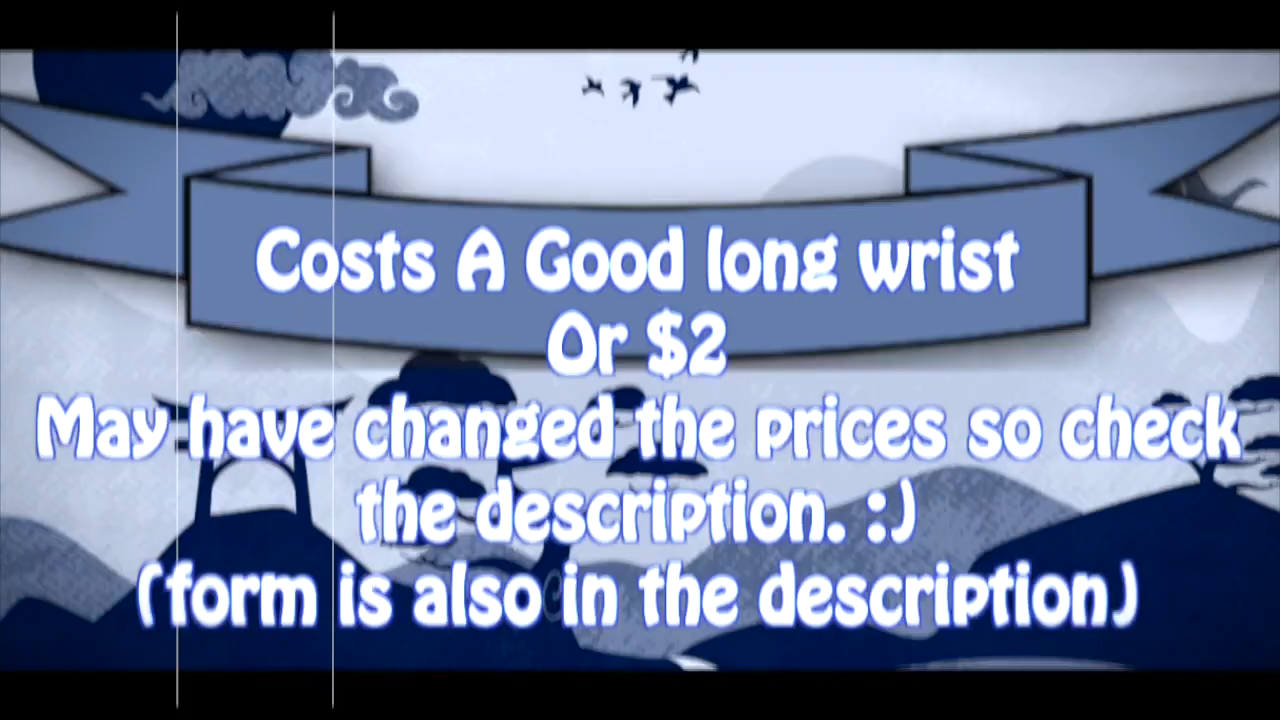 Costs A Good long wrist
Or $2
May have changed the prices so check
the description. :)
(form is also in the description)